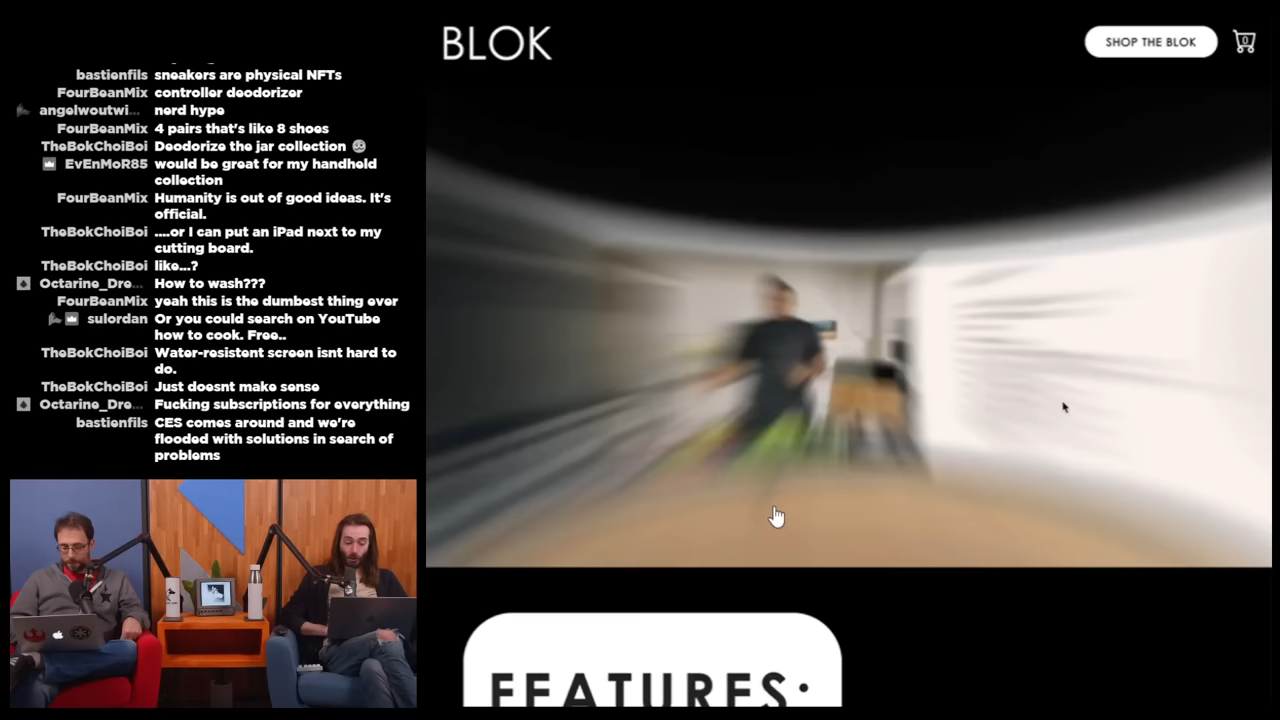 bastienfils sneakers are physical NFTs
FourBeanMix controller deodorizer
angelwoutwi... nerd hype
FourBeanMix 4 pairs that's like 8 shoes
TheBokChoiBoi Deodorize the jar collection 🥴
EvEnMoR85 would be great for my handheld
collection
FourBeanMix Humanity is out of good ideas. It's
official.
TheBokChoiBoi ....or I can put an iPad next to my
cutting board.
TheBokChoiBoi like...?
Octarine_Dre... How to wash???
FourBeanMix yeah this is the dumbest thing ever
sulordan Or you could search on YouTube
how to cook. Free..
TheBokChoiBoi Water-resistent screen isnt hard to
do.
TheBokChoiBoi Just doesnt make sense
Octarine_Dre... Fucking subscriptions for everything
bastienfils CES comes around and we're
flooded with solutions in search of
problems
BLOK
SHOP THE BLOK
0
FEATURES: